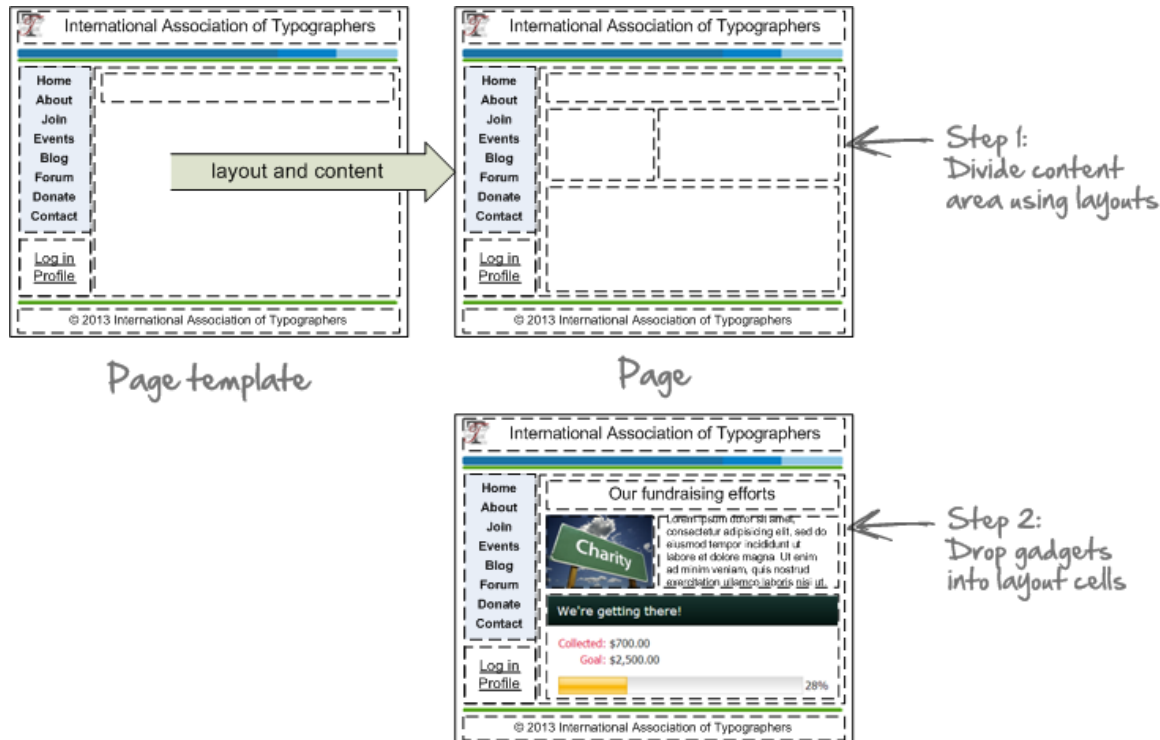 International Association of Typographers
Home
About
Join
Events
Blog
Forum
Donate
Contact
Log in
Profile
© 2013 International Association of Typographers
Page template
layout and content
International Association of Typographers
Home
About
Join
Events
Blog
Forum
Donate
Contact
Log in
Profile
© 2013 International Association of Typographers
Page
Step 1:
Divide content
area using layouts
International Association of Typographers
Home
About
Join
Events
Blog
Forum
Donate
Contact
Log in
Profile
Our fundraising efforts
Charity
Lorem ipsum dolor sit amet,
consectetur adipisicing elit, sed do
eiusmod tempor incididunt ut
labore et dolore magna. Ut enim
ad minim veniam, quis nostrud
exercitation ullamco laboris nisi ut
We're getting there!
Collected: $700.00
Goal: $2,500.00
28%
© 2013 International Association of Typographers
Step 2:
Drop gadgets
into layout cells